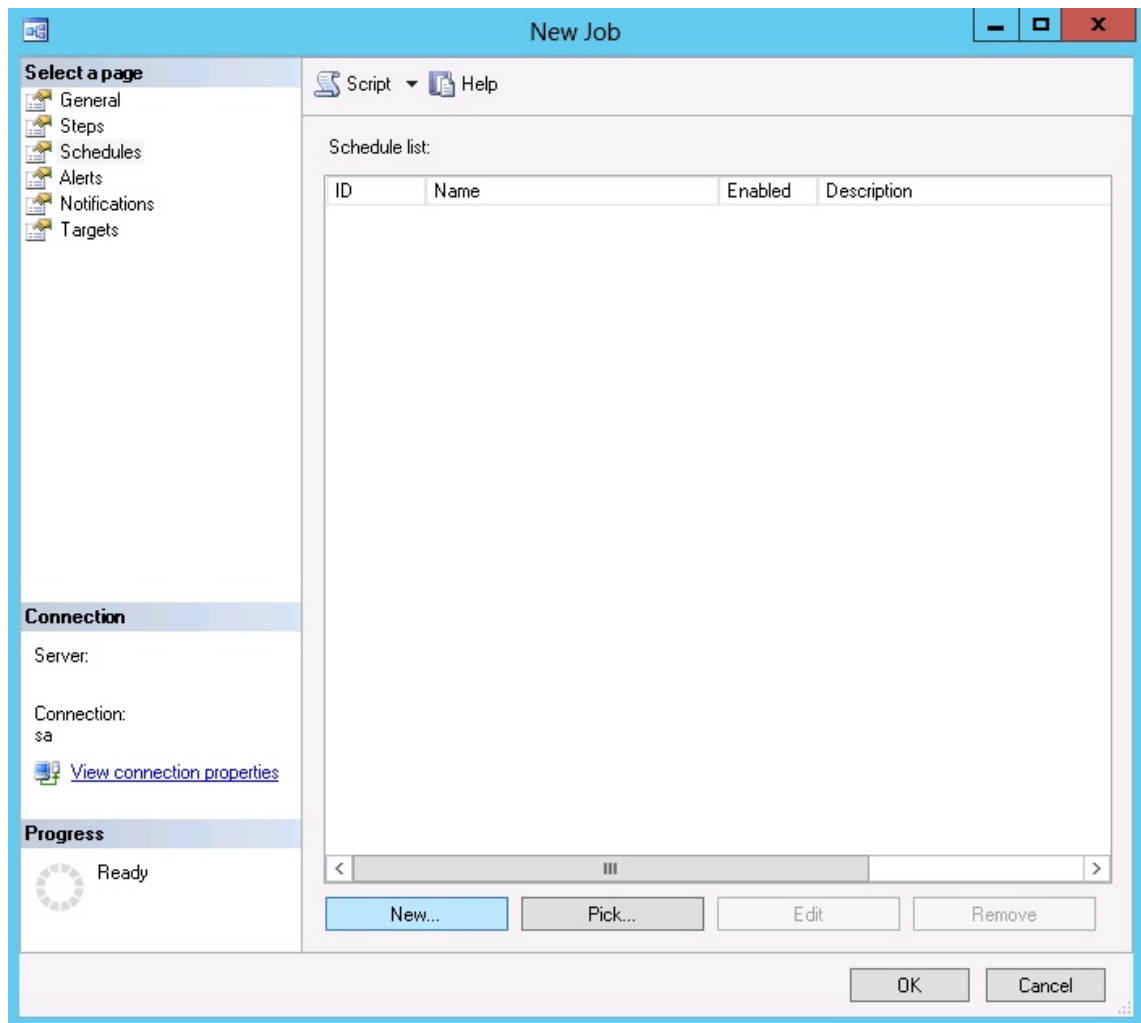 New Job
Select a page
General
Steps
Schedules
Alerts
Notifications
Targets
Script
Help
Schedule list:
ID Name Enabled Description
Connection
Server:
Connection:
sa
View connection properties
Progress
Ready
New... Pick... Edit Remove
OK Cancel